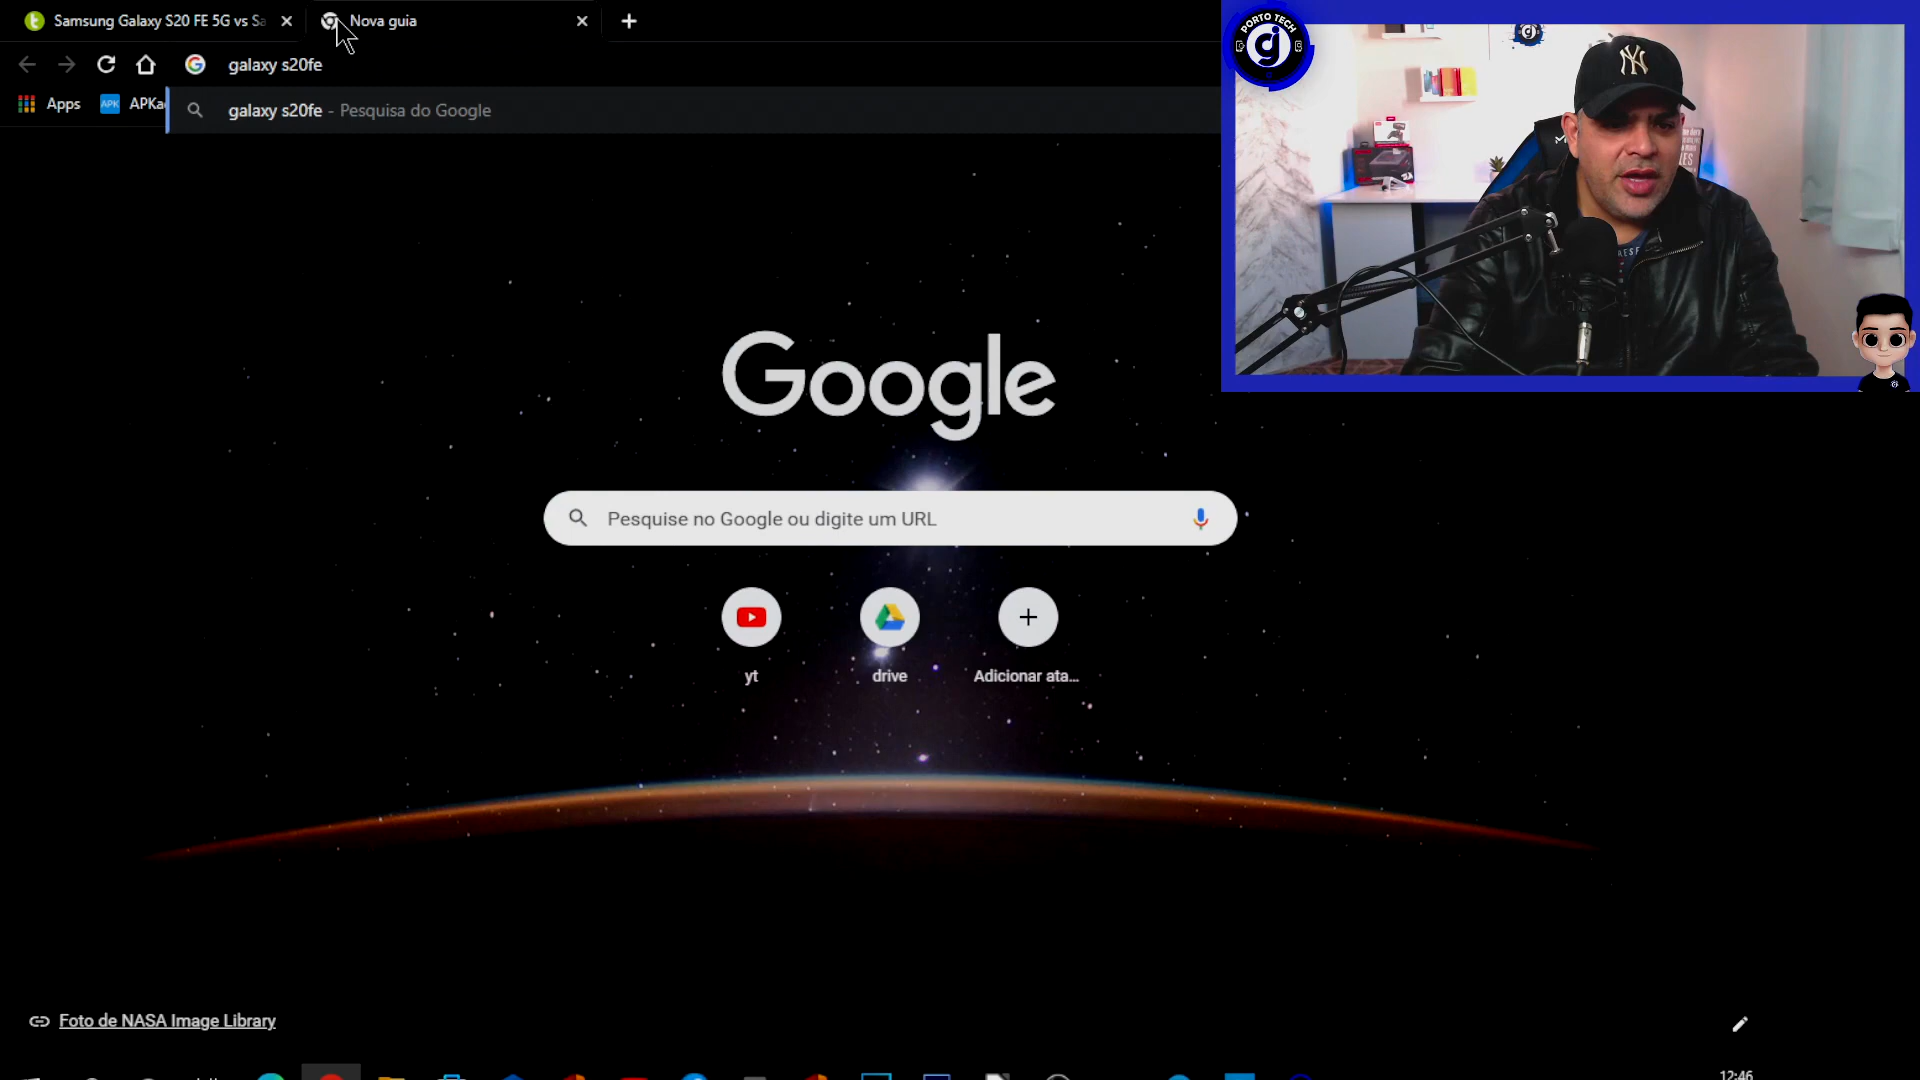 Samsung Galaxy S20 FE 5G vs Sa
Nova guia
galaxy s20fe
Apps
APK
APKa
galaxy s20fe - Pesquisa do Google
Google
Pesquise no Google ou digite um URL
yt
drive
Adicionar ata...
Foto de NASA Image Library
12:46
PORTO TECH
NY